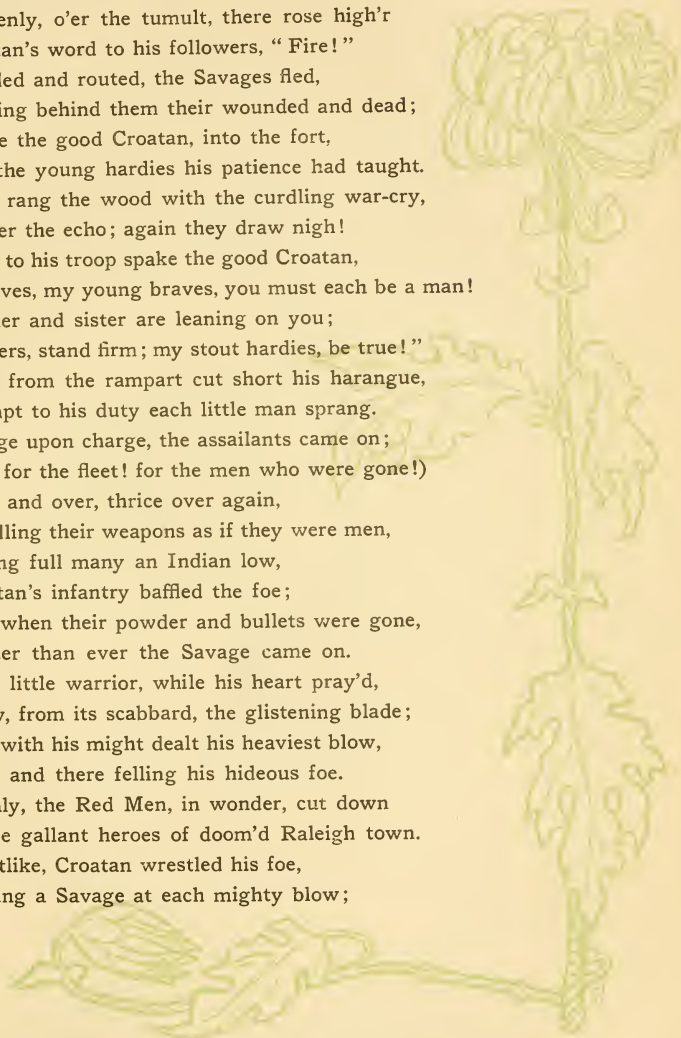 enly, o'er the tumult, there rose high'r
an's word to his followers, “ Fire! ”
led and routed, the Savages fled,
ing behind them their wounded and dead;
e the good Croatan, into the fort,
the young hardies his patience had taught.
rang the wood with the curdling war-cry,
er the echo; again they draw nigh!
to his troop spake the good Croatan,
ves, my young braves, you must each be a man!
er and sister are leaning on you;
ers, stand firm; my stout hardies, be true! ”
from the rampart cut short his harangue,
pt to his duty each little man sprang.
ge upon charge, the assailants came on;
for the fleet! for the men who were gone!)
and over, thrice over again,
lling their weapons as if they were men,
ng full many an Indian low,
tan's infantry baffled the foe;
when their powder and bullets were gone,
er than ever the Savage came on.
little warrior, while his heart pray'd,
v, from its scabbard, the glistening blade;
with his might dealt his heaviest blow,
and there felling his hideous foe.
ly, the Red Men, in wonder, cut down
e gallant heroes of doom'd Raleigh town.
tlike, Croatan wrestled his foe,
ng a Savage at each mighty blow;